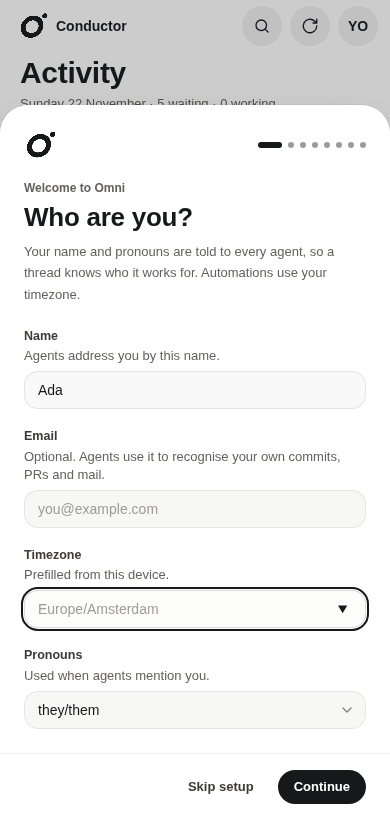 Conductor
YO
Activity
Sunday 22 November · 5 waiting · 0 working
Welcome to Omni
Who are you?
Your name and pronouns are told to every agent, so a
thread knows who it works for. Automations use your
timezone.
Name
Agents address you by this name.
Ada
Email
Optional. Agents use it to recognise your own commits,
PRs and mail.
you@example.com
Timezone
Prefilled from this device.
Europe/Amsterdam
Pronouns
Used when agents mention you.
they/them
Skip setup
Continue